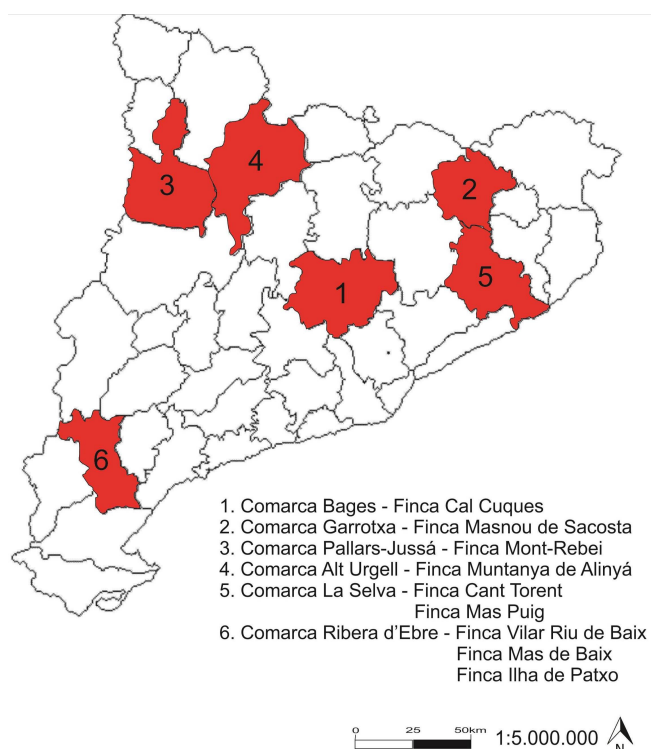 4
3
2
5
1
6
1. Comarca Bages - Finca Cal Cuques
2. Comarca Garrotxa - Finca Masnou de Sacosta
3. Comarca Pallars-Jussá - Finca Mont-Rebei
4. Comarca Alt Urgell - Finca Muntanya de Alinyá
5. Comarca La Selva - Finca Cant Torent
Finca Mas Puig
6. Comarca Ribera d'Ebre - Finca Vilar Riu de Baix
Finca Mas de Baix
Finca Ilha de Patxo
0 25 50km
1:5.000.000
N